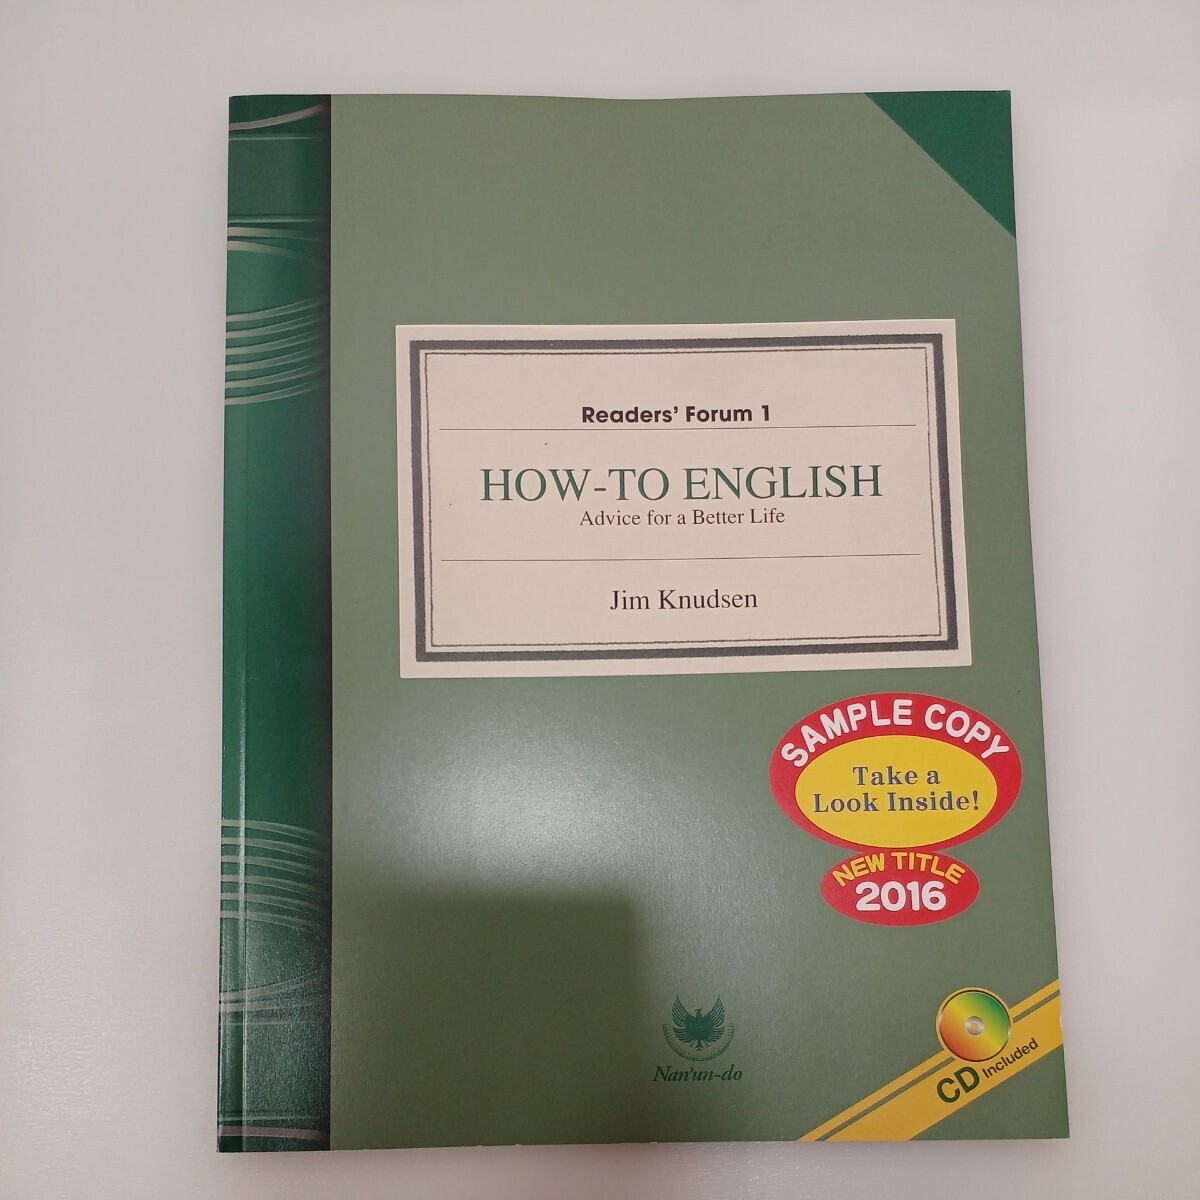 Readers' Forum 1
HOW-TO ENGLISH
Advice for a Better Life
Jim Knudsen
SAMPLE COPY
Take a
Look Inside!
NEW TITLE
2016
Nan'un-do
CD Included